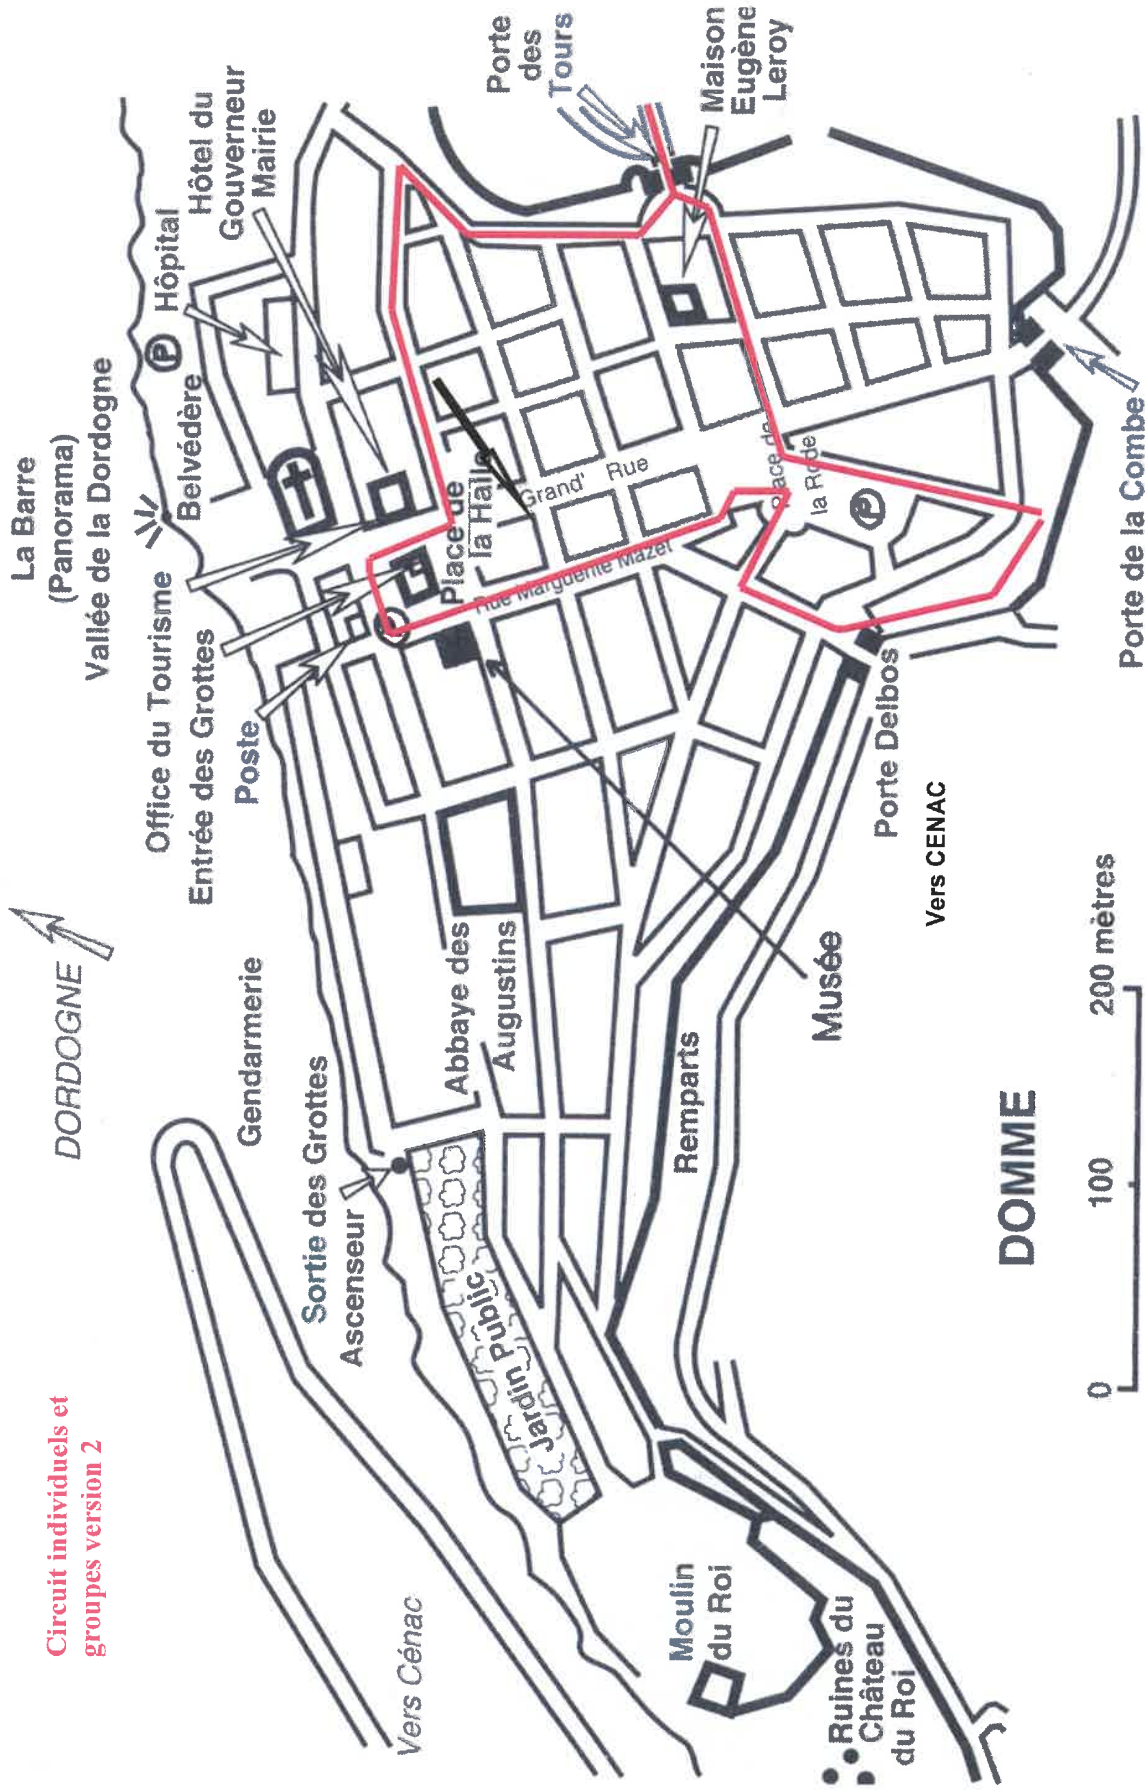 Circuit individuels et
groupes version 2
DORDOGNE
La Barre
(Panorama)
Vallée de la Dordogne
Belvédère
P
Hôpital
Hôtel du
Gouverneur
Mairie
Porte
des
Tours
Maison
Eugène
Leroy
Office du Tourisme
Entrée des Grottes
Poste
Gendarmerie
Sortie des Grottes
Ascenseur
Vers Cénac
Jardin Public
Abbaye des
Augustins
Place de
la Halle
Grand' Rue
Rue Marguerite Mazet
Place de
la Rode
P
Musée
Remparts
Porte Delbos
Vers CENAC
Porte de la Combe
Moulin
du Roi
Ruines du
Château
du Roi
DOMME
0 100 200 mètres